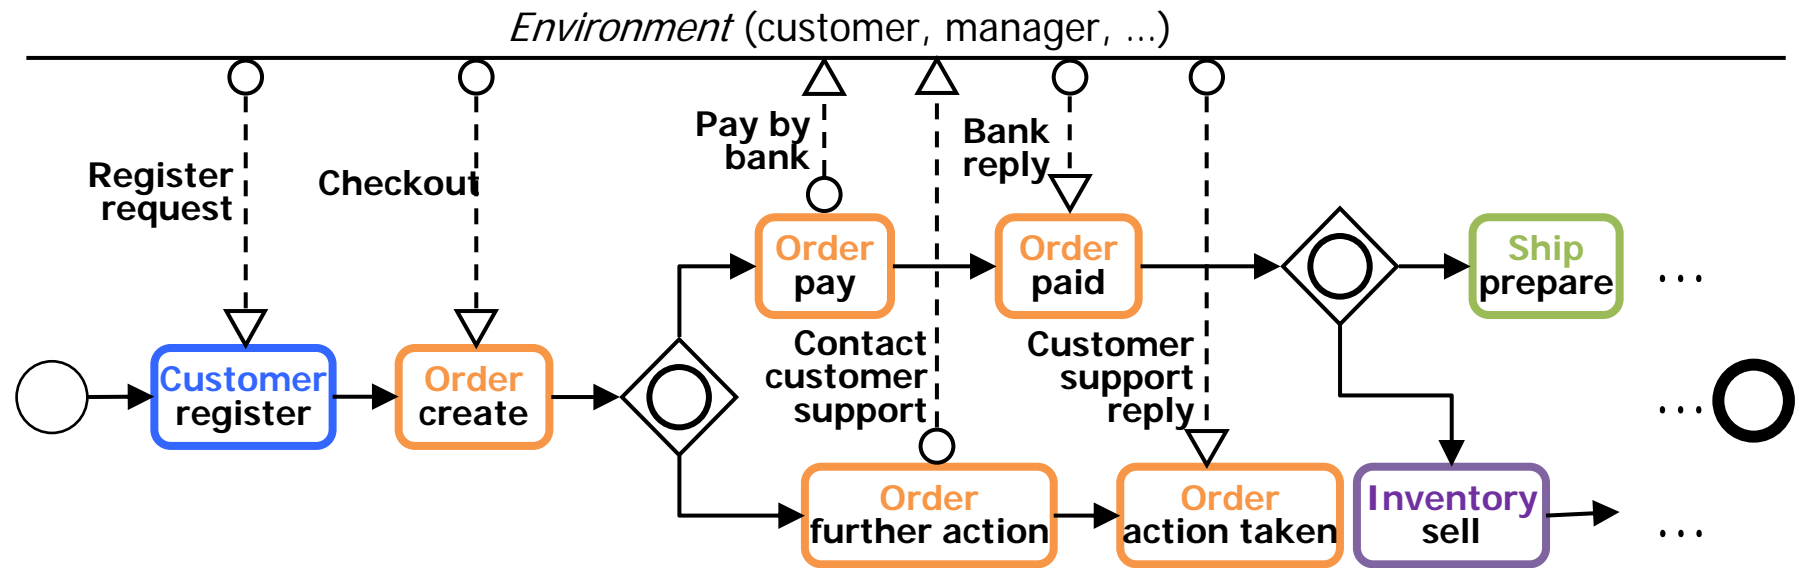 Environment (customer, manager, ...)
Register
request
Checkout
Pay by
bank
Bank
reply
Order
pay
Order
paid
Ship
prepare
...
Contact
customer
support
Customer
support
reply
Customer
register
Order
create
...
Order
further action
Order
action taken
Inventory
sell
...